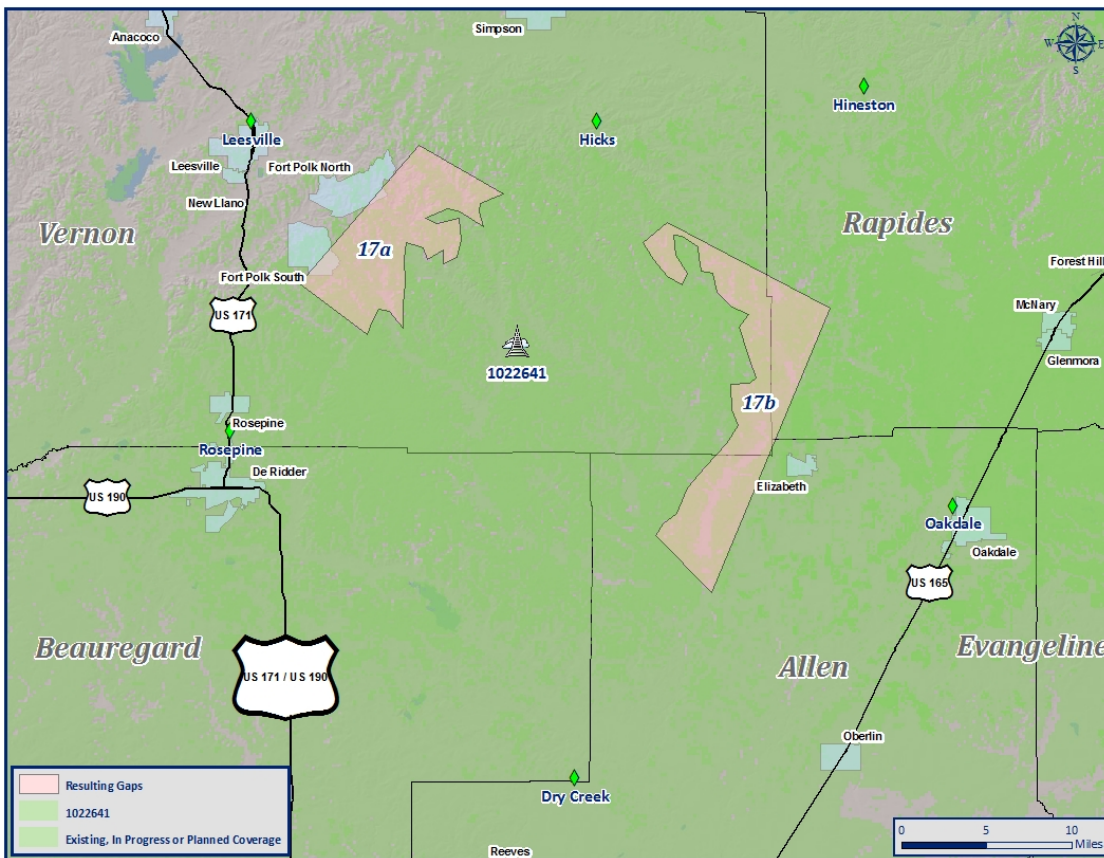 Simpson
Anacoco
N
W
E
S
Hineston
Leesville
Hicks
Leesville
Fort Polk North
New Llano
Vernon
Rapides
17a
Forest Hill
Fort Polk South
McNary
US 171
1022641
Glenmora
17b
Rosepine
Rosepine
De Ridder
US 190
Elizabeth
Oakdale
Oakdale
US 165
Beauregard
Evangeline
Allen
US 171 / US 190
Oberlin
Dry Creek
Reeves
Resulting Gaps
1022641
Existing, In Progress or Planned Coverage
0 5 10
Miles